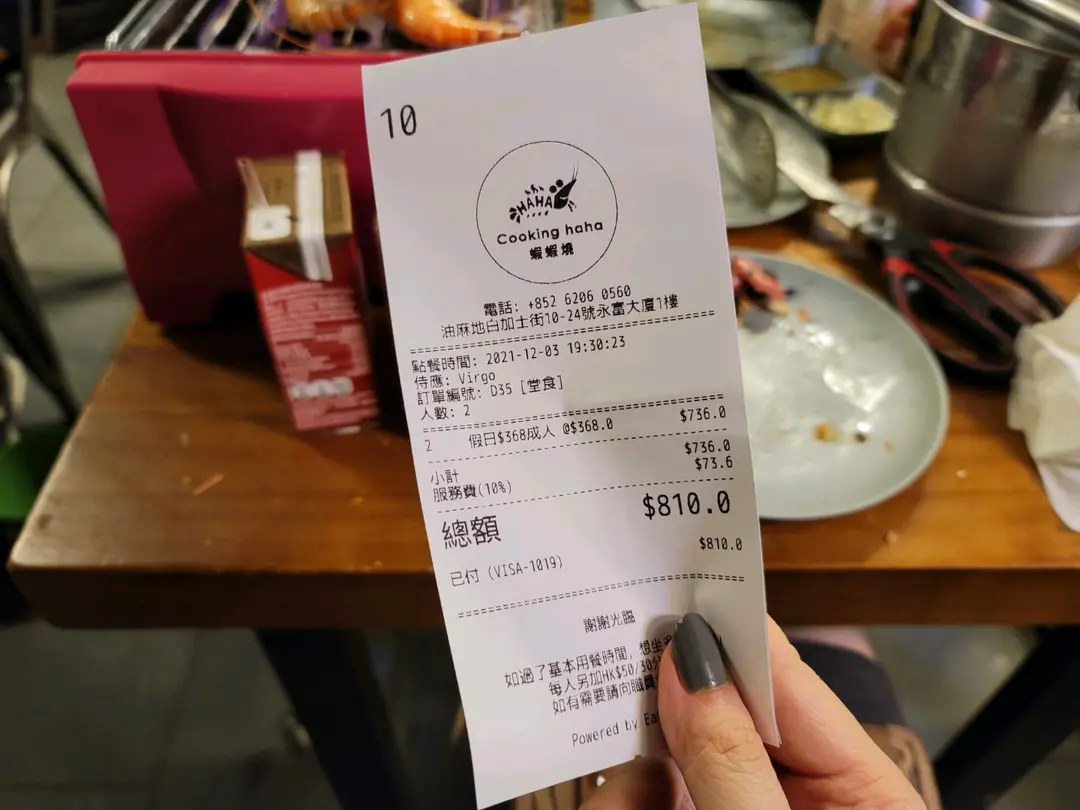 10
HAHA
Cooking haha
蝦蝦燒
電話: +852 6206 0560
油麻地白加士街10-24號永富大廈1樓
點餐時間: 2021-12-03 19:30:23
侍應: Virgo
訂單編號: D35 [堂食]
人數: 2
2 假日$368成人 @$368.0 $736.0
小計 $736.0
服務費(10%) $73.6
總額 $810.0
已付 (VISA-1019) $810.0
謝謝光臨
如過了基本用餐時間, 想坐
每人另加HK$50/30分
如有需要請向職員
Powered by